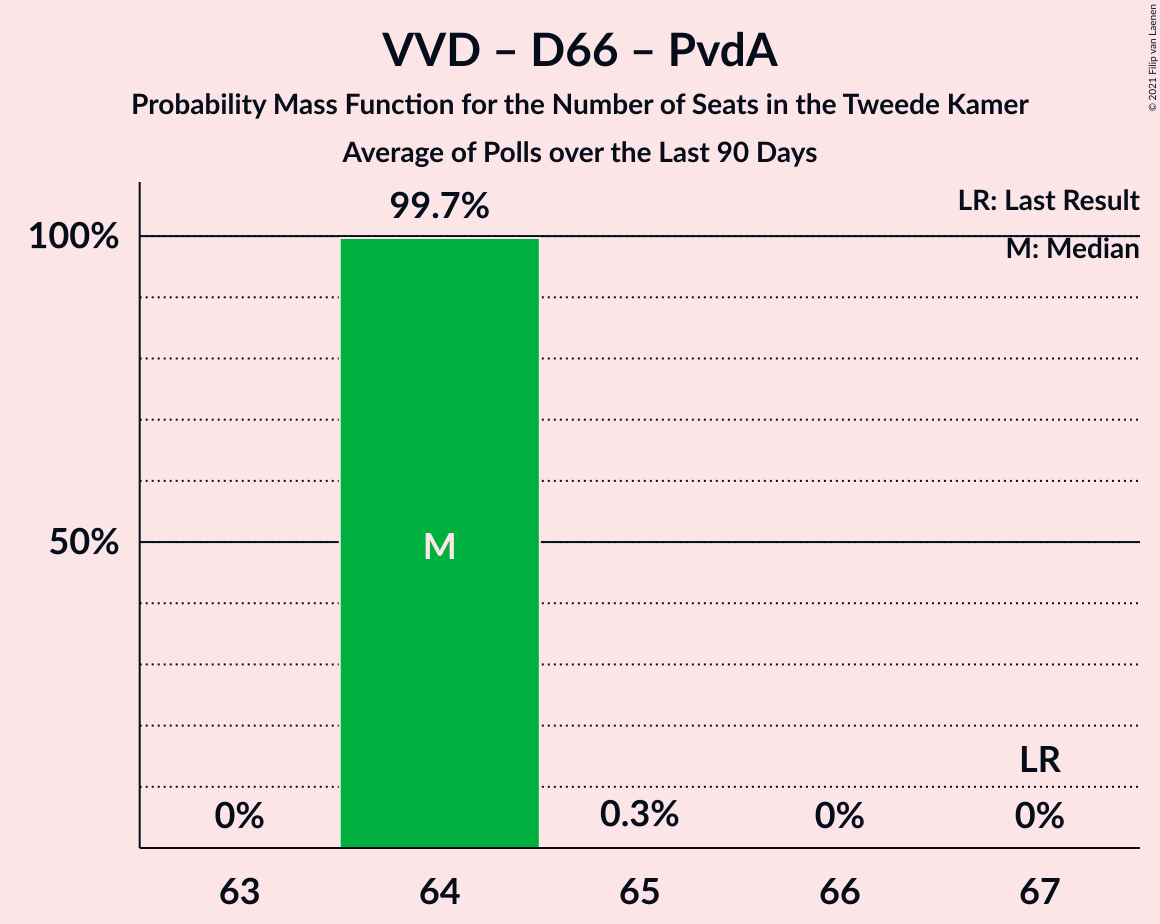 VVD – D66 – PvdA
Probability Mass Function for the Number of Seats in the Tweede Kamer
Average of Polls over the Last 90 Days
© 2021 Filip van Laenen
LR: Last Result
M: Median
99.7%
100%
50%
M
LR
0%
0.3%
0%
0%
63
64
65
66
67